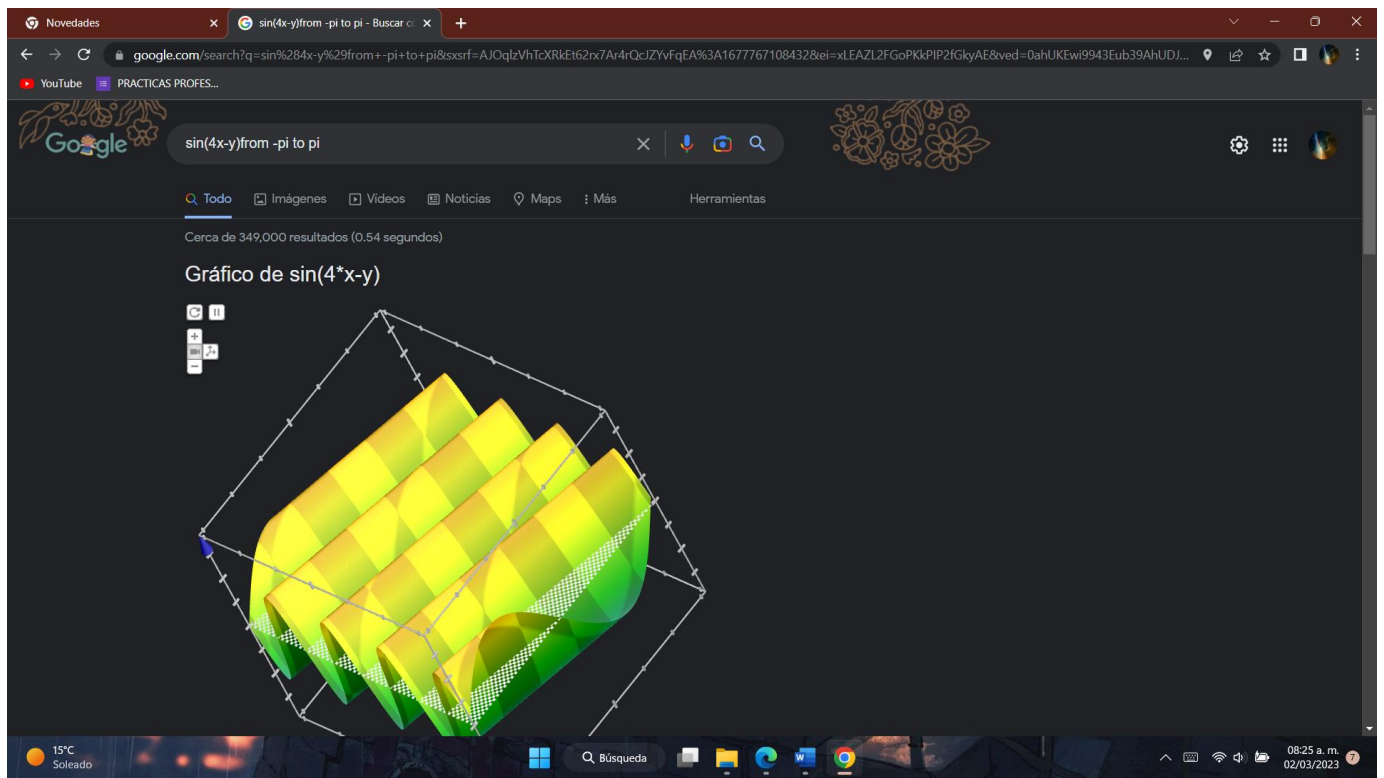 Novedades
sin(4x-y)from -pi to pi - Buscar co
google.com/search?q=sin%284x-y%29from+-pi+to+pi&sxsrf=AJOqlzVhTcXRkEt62rx7Ar4rQcJZYvFqEA%3A1677767108432&ei=xLEAZL2FGoPKkPIP2fGkyAE&ved=0ahUKEwi9943Eub39AhUDJ...
YouTube PRACTICAS PROFES...
Google
sin(4x-y)from -pi to pi
Todo Imágenes Videos Noticias Maps Más Herramientas
Cerca de 349,000 resultados (0.54 segundos)
Gráfico de sin(4*x-y)
15°C
Soleado
Búsqueda
08:25 a. m.
02/03/2023
7